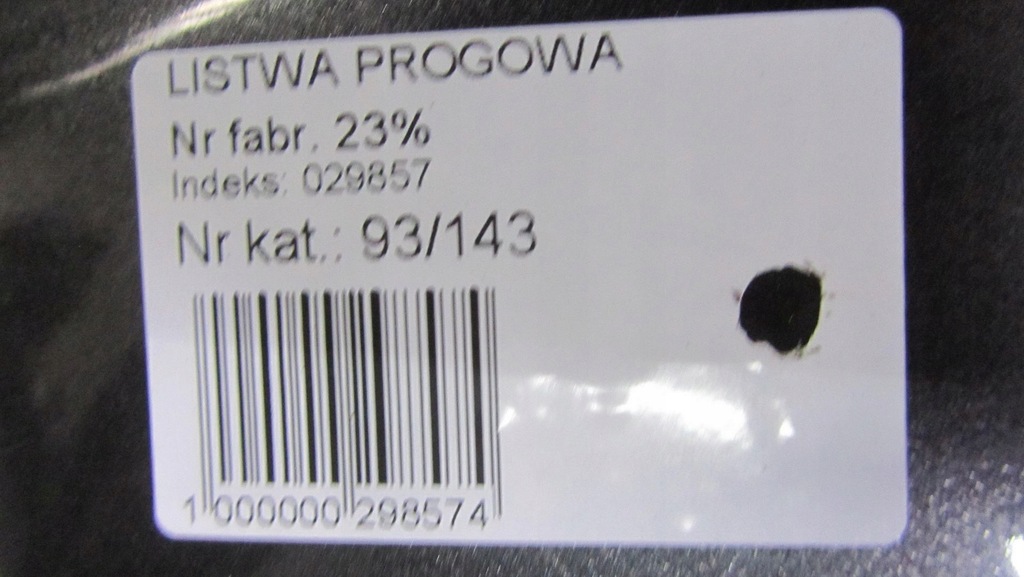 LISTWA PROGOWA
Nr fabr. 23%
Indeks: 029857
Nr kat.: 93/143
1 000000 298574